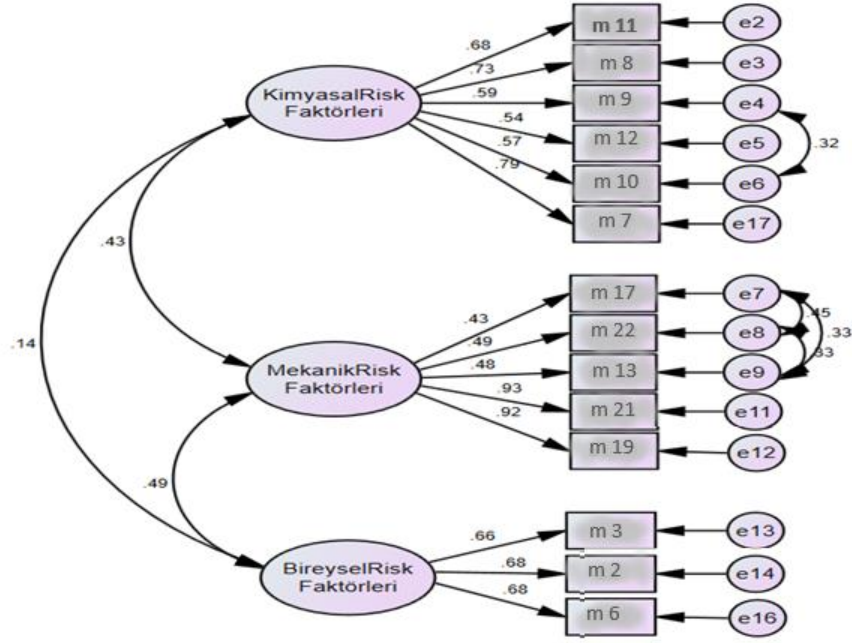 KimyasalRisk
Faktörleri
.68
.73
.59
.54
.57
.79
m 11
m 8
m 9
m 12
m 10
m 7
e2
e3
e4
e5
e6
e17
.32
.43
.14
MekanikRisk
Faktörleri
.43
.49
.48
.93
.92
m 17
m 22
m 13
m 21
m 19
e7
e8
e9
e11
e12
.45
.33
.33
.49
BireyselRisk
Faktörleri
.66
.68
.68
m 3
m 2
m 6
e13
e14
e16